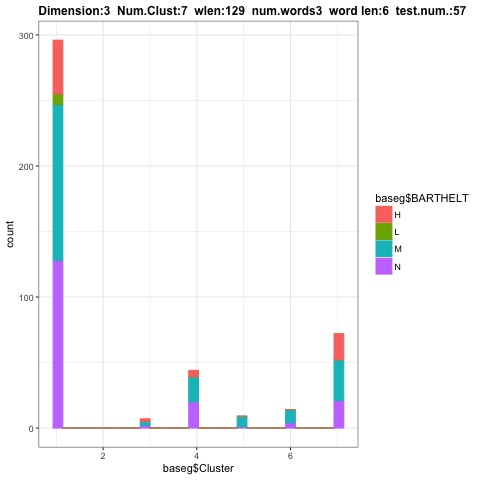 Dimension:3 Num.Clust:7 wlen:129 num.words3 word len:6 test.num.:57
300
200
100
0
count
2
4
6
baseg$Cluster
baseg$BARTHELT
H
L
M
N